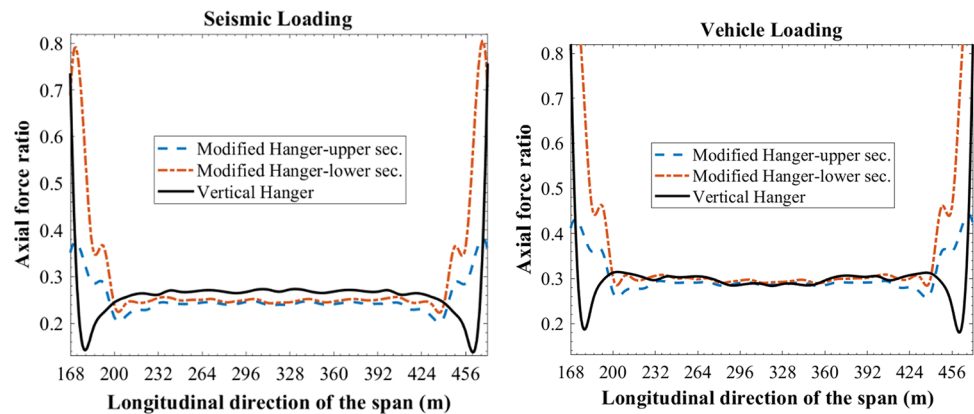 Seismic Loading
Axial force ratio
0.8
0.7
0.6
0.5
0.4
0.3
0.2
Modified Hanger-upper sec.
Modified Hanger-lower sec.
Vertical Hanger
168 200 232 264 296 328 360 392 424 456
Longitudinal direction of the span (m)
Vehicle Loading
Axial force ratio
0.8
0.7
0.6
0.5
0.4
0.3
0.2
Modified Hanger-upper sec.
Modified Hanger-lower sec.
Vertical Hanger
168 200 232 264 296 328 360 392 424 456
Longitudinal direction of the span (m)